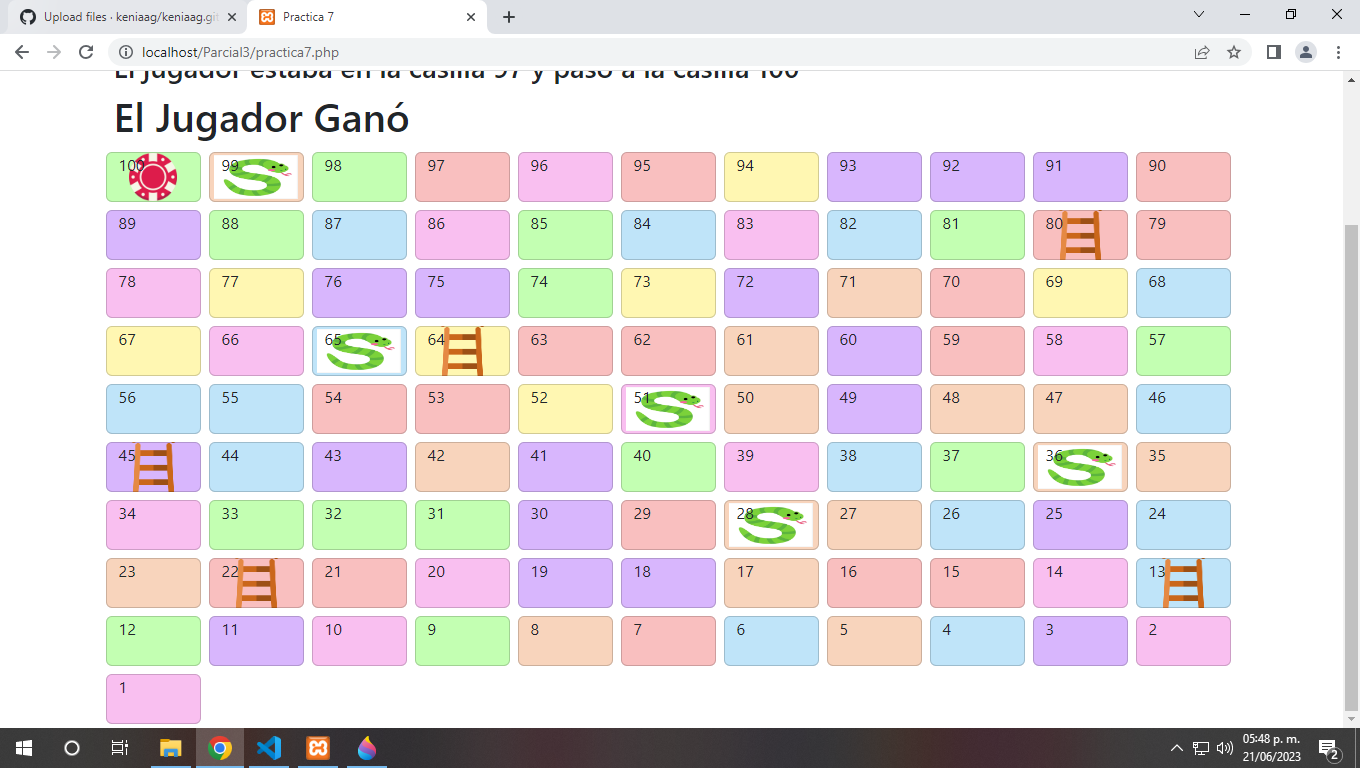 Upload files · keniaag/keniaag.git
Practica 7
localhost/Parcial3/practica7.php
El jugador estaba en la casilla 97 y paso a la casilla 100
El Jugador Ganó
100 99 98 97 96 95 94 93 92 91 90
89 88 87 86 85 84 83 82 81 80 79
78 77 76 75 74 73 72 71 70 69 68
67 66 65 64 63 62 61 60 59 58 57
56 55 54 53 52 51 50 49 48 47 46
45 44 43 42 41 40 39 38 37 36 35
34 33 32 31 30 29 28 27 26 25 24
23 22 21 20 19 18 17 16 15 14 13
12 11 10 9 8 7 6 5 4 3 2
1
05:48 p. m.
21/06/2023
2